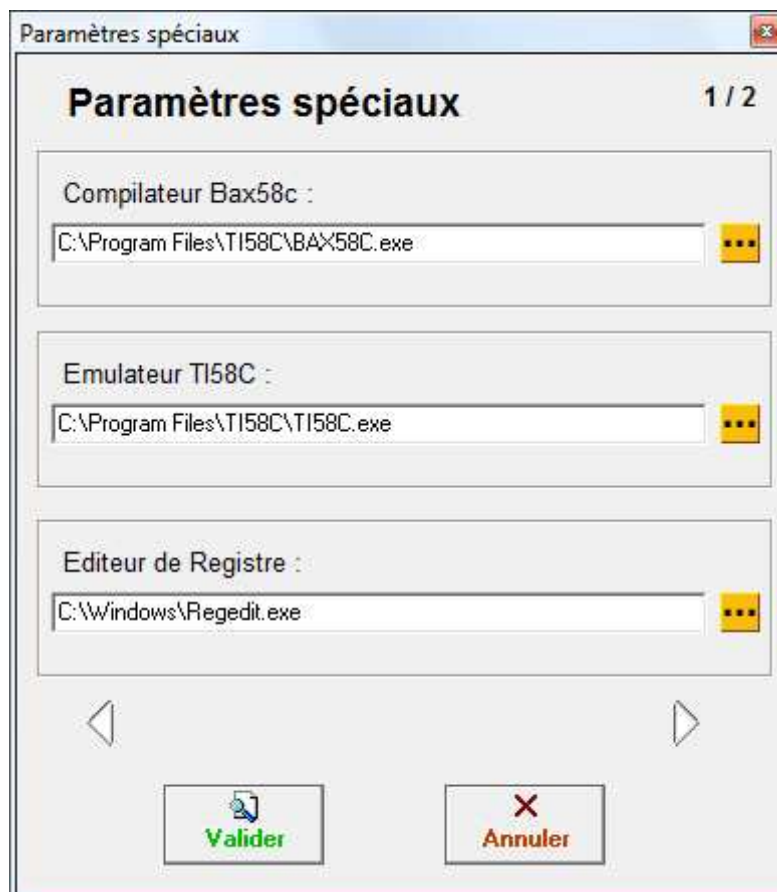 Paramètres spéciaux
Paramètres spéciaux 1 / 2
Compilateur Bax58c :
C:\Program Files\TI58C\BAX58C.exe
Emulateur TI58C :
C:\Program Files\TI58C\TI58C.exe
Editeur de Registre :
C:\Windows\Regedit.exe
Valider Annuler